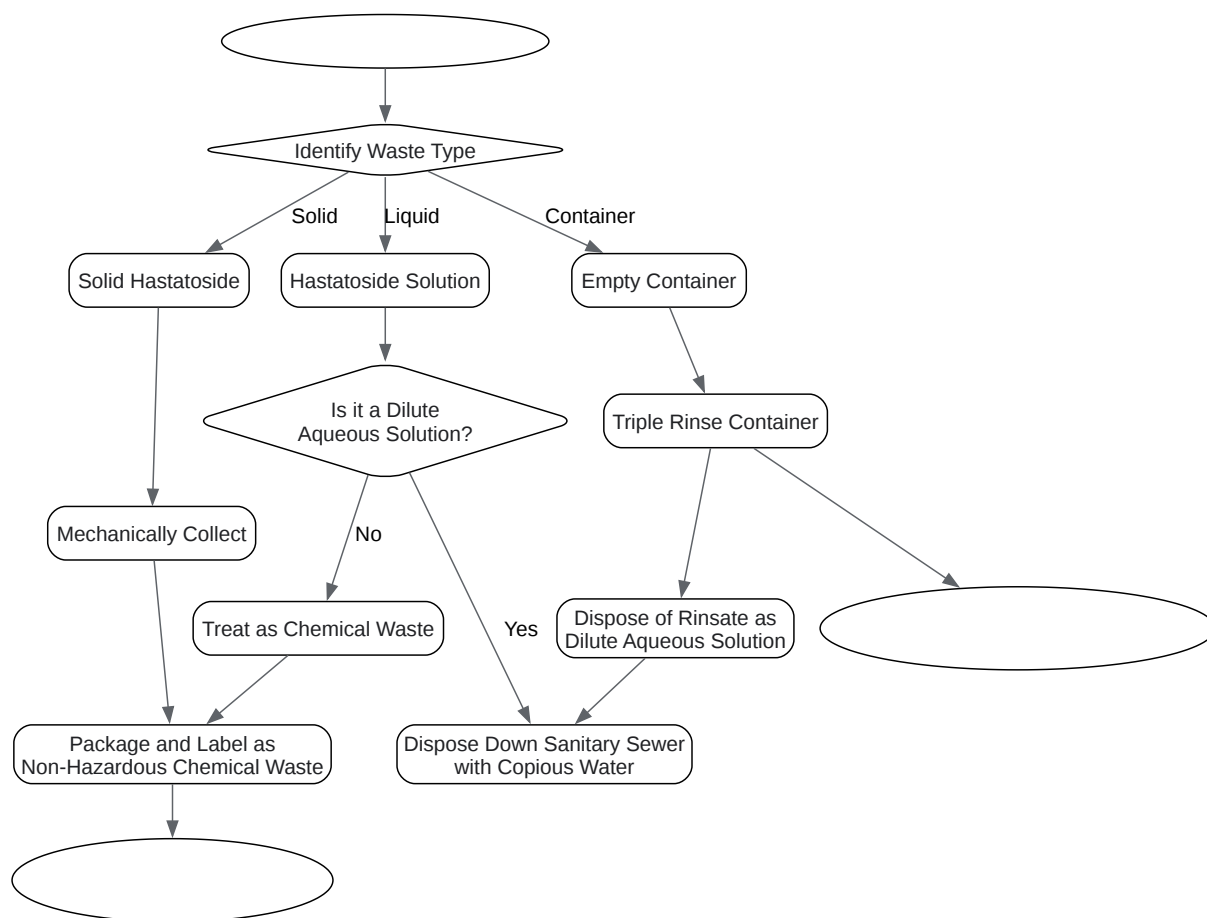 Identify Waste Type
Solid
Liquid
Container
Solid Hastatoside
Hastatoside Solution
Empty Container
Is it a Dilute
Aqueous Solution?
Triple Rinse Container
Mechanically Collect
No
Treat as Chemical Waste
Yes
Dispose of Rinsate as
Dilute Aqueous Solution
Package and Label as
Non-Hazardous Chemical Waste
Dispose Down Sanitary Sewer
with Copious Water